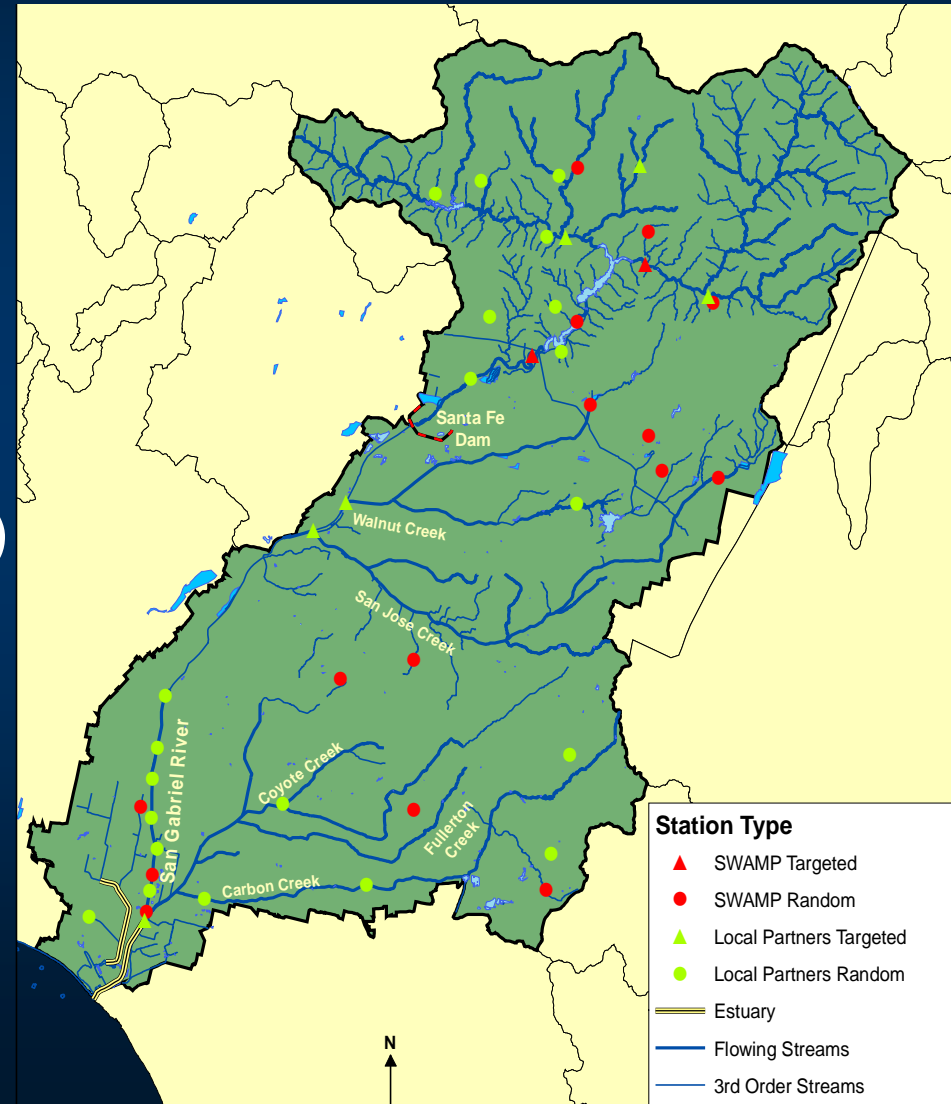 Santa Fe
Dam
Walnut Creek
San Jose Creek
San Gabriel River
Coyote Creek
Fullerton
Creek
Carbon Creek
N
Station Type
SWAMP Targeted
SWAMP Random
Local Partners Targeted
Local Partners Random
Estuary
Flowing Streams
3rd Order Streams